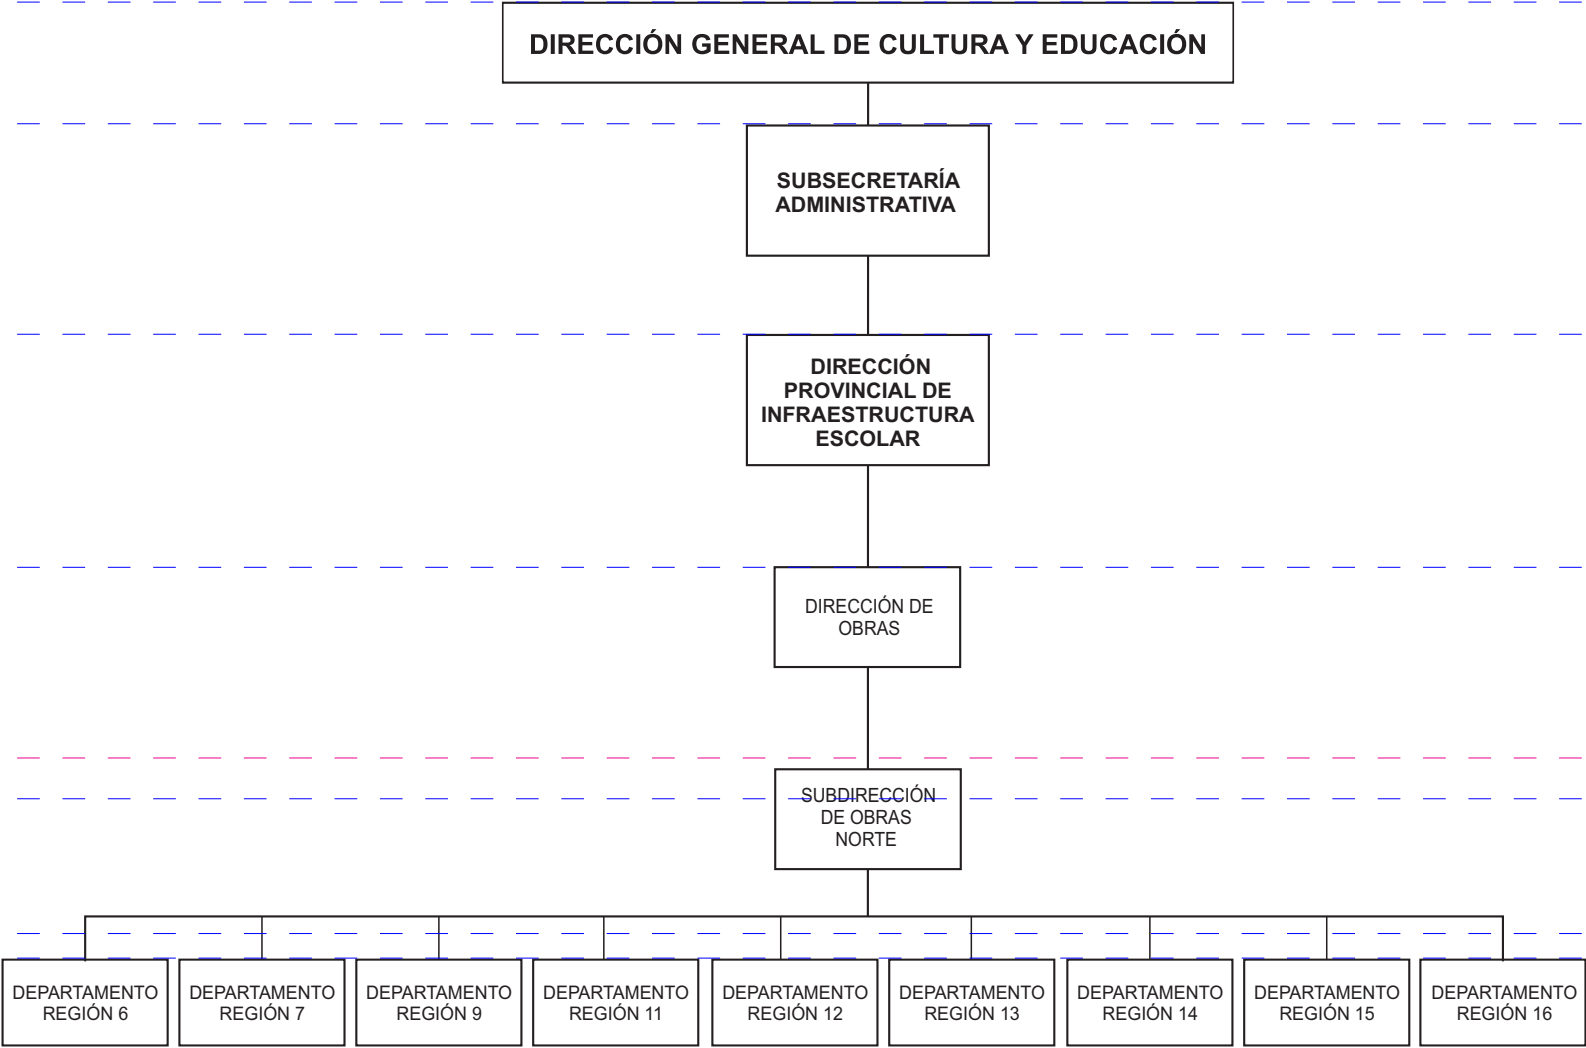 DIRECCIÓN GENERAL DE CULTURA Y EDUCACIÓN
SUBSECRETARÍA
ADMINISTRATIVA
DIRECCIÓN
PROVINCIAL DE
INFRAESTRUCTURA
ESCOLAR
DIRECCIÓN DE
OBRAS
SUBDIRECCIÓN
DE OBRAS
NORTE
DEPARTAMENTO
REGIÓN 6
DEPARTAMENTO
REGIÓN 7
DEPARTAMENTO
REGIÓN 9
DEPARTAMENTO
REGIÓN 11
DEPARTAMENTO
REGIÓN 12
DEPARTAMENTO
REGIÓN 13
DEPARTAMENTO
REGIÓN 14
DEPARTAMENTO
REGIÓN 15
DEPARTAMENTO
REGIÓN 16